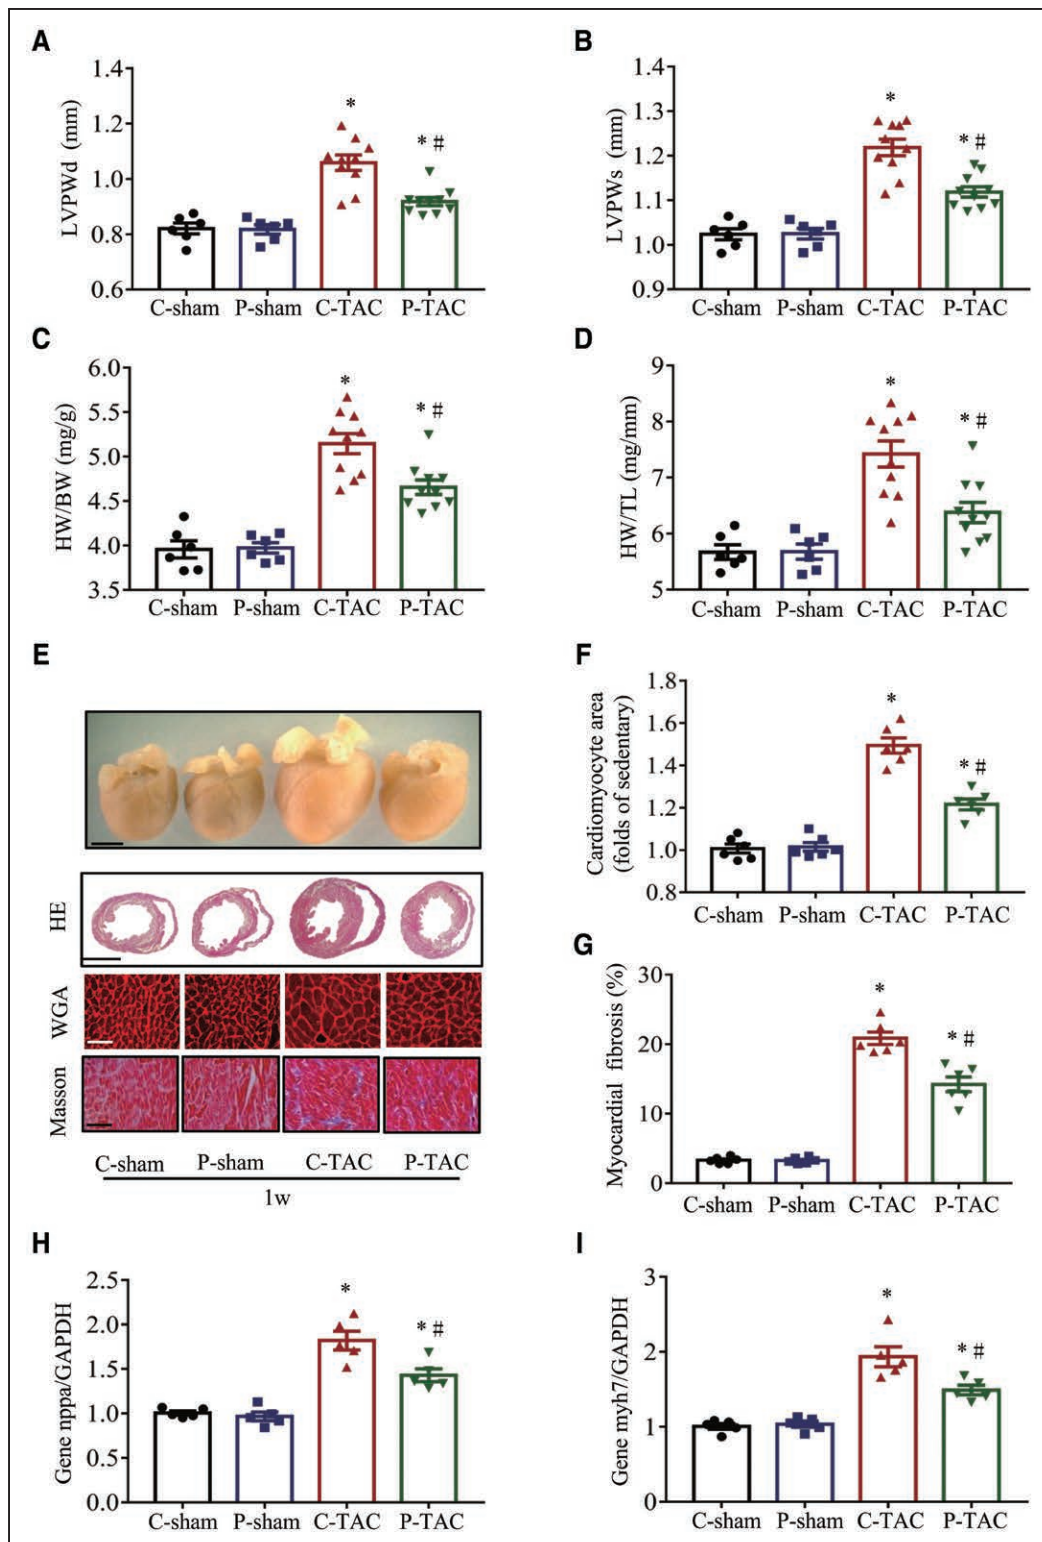 A
LVPWd (mm)
1.4
1.2
1.0
0.8
0.6
*
* #
C-sham P-sham C-TAC P-TAC
B
LVPWs (mm)
1.4
1.3
1.2
1.1
1.0
0.9
*
* #
C-sham P-sham C-TAC P-TAC
C
HW/BW (mg/g)
6.0
5.5
5.0
4.5
4.0
3.5
*
* #
C-sham P-sham C-TAC P-TAC
D
HW/TL (mg/mm)
9
8
7
6
5
*
* #
C-sham P-sham C-TAC P-TAC
E
HE
WGA
Masson
C-sham P-sham C-TAC P-TAC
1w
F
Cardiomyocyte area
(folds of sedentary)
1.8
1.6
1.4
1.2
1.0
0.8
*
* #
C-sham P-sham C-TAC P-TAC
G
Myocardial fibrosis (%)
30
20
10
0
*
* #
C-sham P-sham C-TAC P-TAC
H
Gene nppa/GAPDH
2.5
2.0
1.5
1.0
0.5
0.0
*
* #
C-sham P-sham C-TAC P-TAC
I
Gene myh7/GAPDH
3
2
1
0
*
* #
C-sham P-sham C-TAC P-TAC